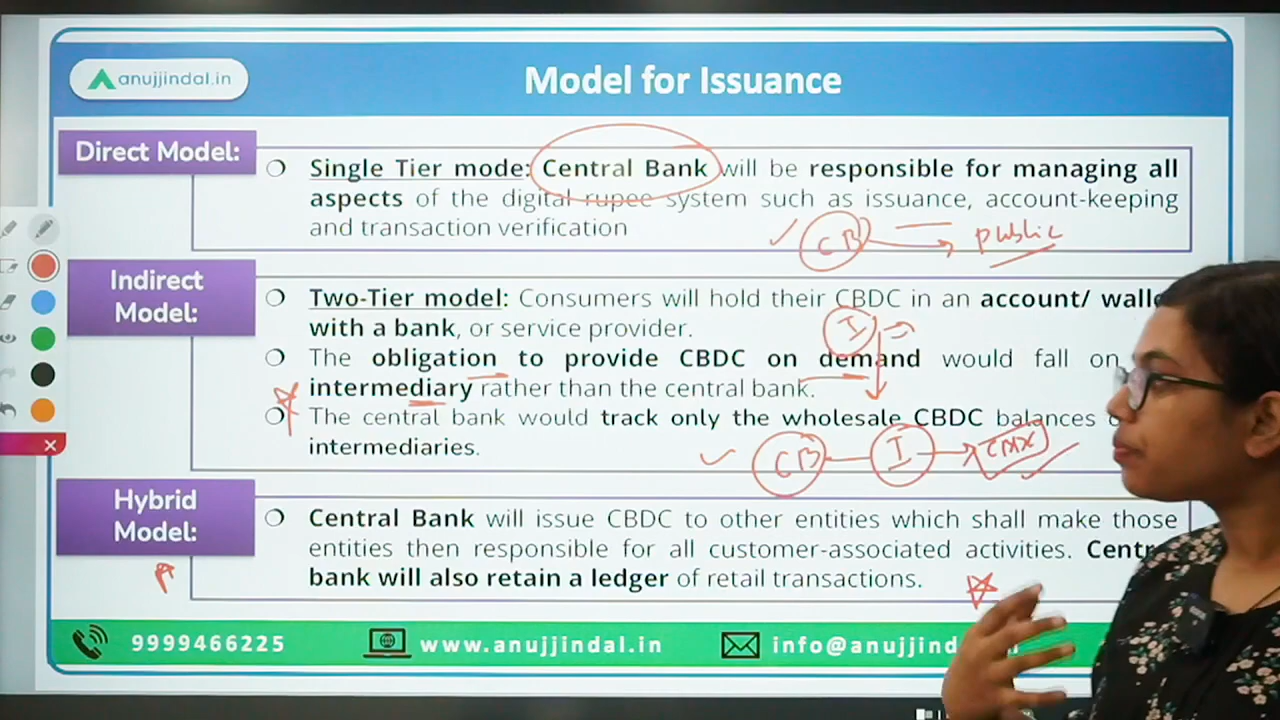 anujjindal.in
Model for Issuance
Direct Model:
Single Tier mode: Central Bank will be responsible for managing all
aspects of the digital rupee system such as issuance, account-keeping
and transaction verification
CB public
Indirect
Model:
Two-Tier model: Consumers will hold their CBDC in an account/
with a bank, or service provider.
I
The obligation to provide CBDC on demand would fall on
intermediary rather than the central bank.
The central bank would track only the wholesale CBDC balances
intermediaries.
CB I
Hybrid
Model:
Central Bank will issue CBDC to other entities which shall make those
entities then responsible for all customer-associated activities.
bank will also retain a ledger of retail transactions.
9999466225 www.anujjindal.in